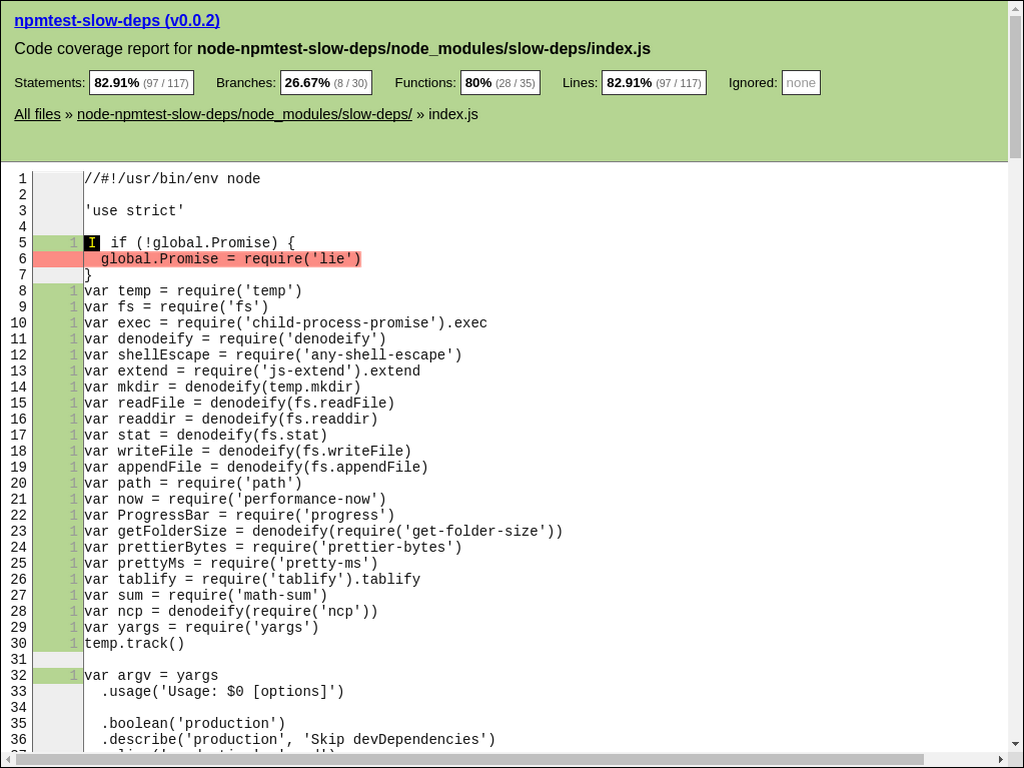 npmtest-slow-deps (v0.0.2)
Code coverage report for node-npmtest-slow-deps/node_modules/slow-deps/index.js
Statements: 82.91% (97 / 117) Branches: 26.67% (8 / 30) Functions: 80% (28 / 35) Lines: 82.91% (97 / 117) Ignored: none
All files » node-npmtest-slow-deps/node_modules/slow-deps/ » index.js
1 //#!/usr/bin/env node
2
3 'use strict'
4
5 1 I if (!global.Promise) {
6   global.Promise = require('lie')
7 }
8 1 var temp = require('temp')
9 1 var fs = require('fs')
10 1 var exec = require('child-process-promise').exec
11 1 var denodeify = require('denodeify')
12 1 var shellEscape = require('any-shell-escape')
13 1 var extend = require('js-extend').extend
14 1 var mkdir = denodeify(temp.mkdir)
15 1 var readFile = denodeify(fs.readFile)
16 1 var readdir = denodeify(fs.readdir)
17 1 var stat = denodeify(fs.stat)
18 1 var writeFile = denodeify(fs.writeFile)
19 1 var appendFile = denodeify(fs.appendFile)
20 1 var path = require('path')
21 1 var now = require('performance-now')
22 1 var ProgressBar = require('progress')
23 1 var getFolderSize = denodeify(require('get-folder-size'))
24 1 var prettierBytes = require('prettier-bytes')
25 1 var prettyMs = require('pretty-ms')
26 1 var tablify = require('tablify').tablify
27 1 var sum = require('math-sum')
28 1 var ncp = denodeify(require('ncp'))
29 1 var yargs = require('yargs')
30 1 temp.track()
31
32 1 var argv = yargs
33   .usage('Usage: $0 [options]')
34
35   .boolean('production')
36   .describe('production', 'Skip devDependencies')